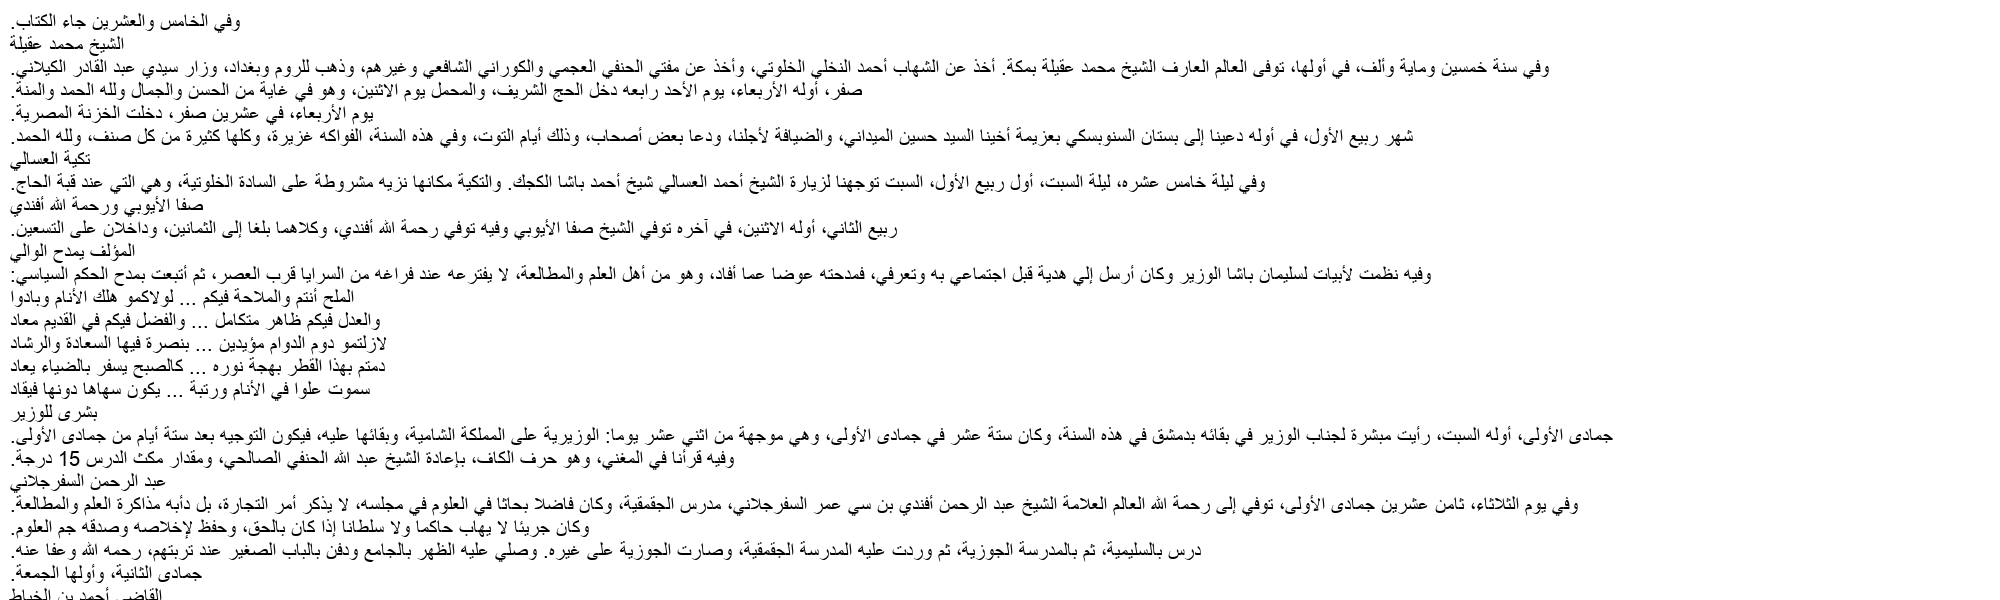 وفي الخامس والعشرين جاء الكتاب.
الشيخ محمد عقيلة
وفي سنة خمسين وماية وألف، في أولها، توفى العالم العارف الشيخ محمد عقيلة بمكة. أخذ عن الشهاب أحمد النخلي الخلوتي، وأخذ عن مفتي الحنفي العجمي والكوراني الشافعي وغيرهم، وذهب للروم وبغداد، وزار سيدي عبد القادر الكيلاني.
صفر، أوله الأربعاء، يوم الأحد رابعه دخل الحج الشريف، والمحمل يوم الاثنين، وهو في غاية من الحسن والجمال ولله الحمد والمنة.
يوم الأربعاء، في عشرين صفر، دخلت الخزنة المصرية.
شهر ربيع الأول، في أوله دعينا إلى بستان السنوبسكي بعزيمة أخينا السيد حسين الميداني، والضيافة لأجلنا، ودعا بعض أصحاب، وذلك أيام التوت، وفي هذه السنة، الفواكه غزيرة، وكلها كثيرة من كل صنف، ولله الحمد.
تكية العسالي
وفي ليلة خامس عشره، ليلة السبت، أول ربيع الأول، السبت توجهنا لزيارة الشيخ أحمد العسالي شيخ أحمد باشا الكجك. والتكية مكانها نزيه مشروطة على السادة الخلوتية، وهي التي عند قبة الحاج.
صفا الأيوبي ورحمة الله أفندي
ربيع الثاني، أوله الاثنين، في آخره توفي الشيخ صفا الأيوبي وفيه توفي رحمة الله أفندي، وكلاهما بلغا إلى الثمانين، وداخلان على التسعين.
المؤلف يمدح الوالي
وفيه نظمت لأبيات لسليمان باشا الوزير وكان أرسل إلي هدية قبل اجتماعي به وتعرفي، فمدحته عوضا عما أفاد، وهو من أهل العلم والمطالعة، لا يفترعه عند فراغه من السرايا قرب العصر، ثم أتبعت بمدح الحكم السياسي:
الملح أنتم والملاحة فيكم ... لولاكمو هلك الأنام وبادوا
والعدل فيكم ظاهر متكامل ... والفضل فيكم في القديم معاد
لازلتمو دوم الدوام مؤيدين ... بنصرة فيها السعادة والرشاد
دمتم بهذا القطر بهجة نوره ... كالصبح يسفر بالضياء يعاد
سموت علوا في الأنام ورتبة ... يكون سهاها دونها فيقاد
بشرى للوزير
جمادى الأولى، أوله السبت، رأيت مبشرة لجناب الوزير في بقائه بدمشق في هذه السنة، وكان ستة عشر في جمادى الأولى، وهي موجهة من اثني عشر يوما: الوزيرية على المملكة الشامية، وبقائها عليه، فيكون التوجيه بعد ستة أيام من جمادى الأولى.
وفيه قرأنا في المغني، وهو حرف الكاف، بإعادة الشيخ عبد الله الحنفي الصالحي، ومقدار مكث الدرس 15 درجة.
عبد الرحمن السفرجلاني
وفي يوم الثلاثاء، ثامن عشرين جمادى الأولى، توفي إلى رحمة الله العالم العلامة الشيخ عبد الرحمن أفندي بن سي عمر السفرجلاني، مدرس الجقمقية، وكان فاضلا بحاثا في العلوم في مجلسه، لا يذكر أمر التجارة، بل دأبه مذاكرة العلم والمطالعة.
وكان جريئا لا يهاب حاكما ولا سلطانا إذا كان بالحق، وحفظ لإخلاصه وصدقه جم العلوم.
درس بالسليمية، ثم بالمدرسة الجوزية، ثم وردت عليه المدرسة الجقمقية، وصارت الجوزية على غيره. وصلي عليه الظهر بالجامع ودفن بالباب الصغير عند تربتهم، رحمه الله وعفا عنه.
جمادى الثانية، وأولها الجمعة.
القاضي أحمد بن الخياط